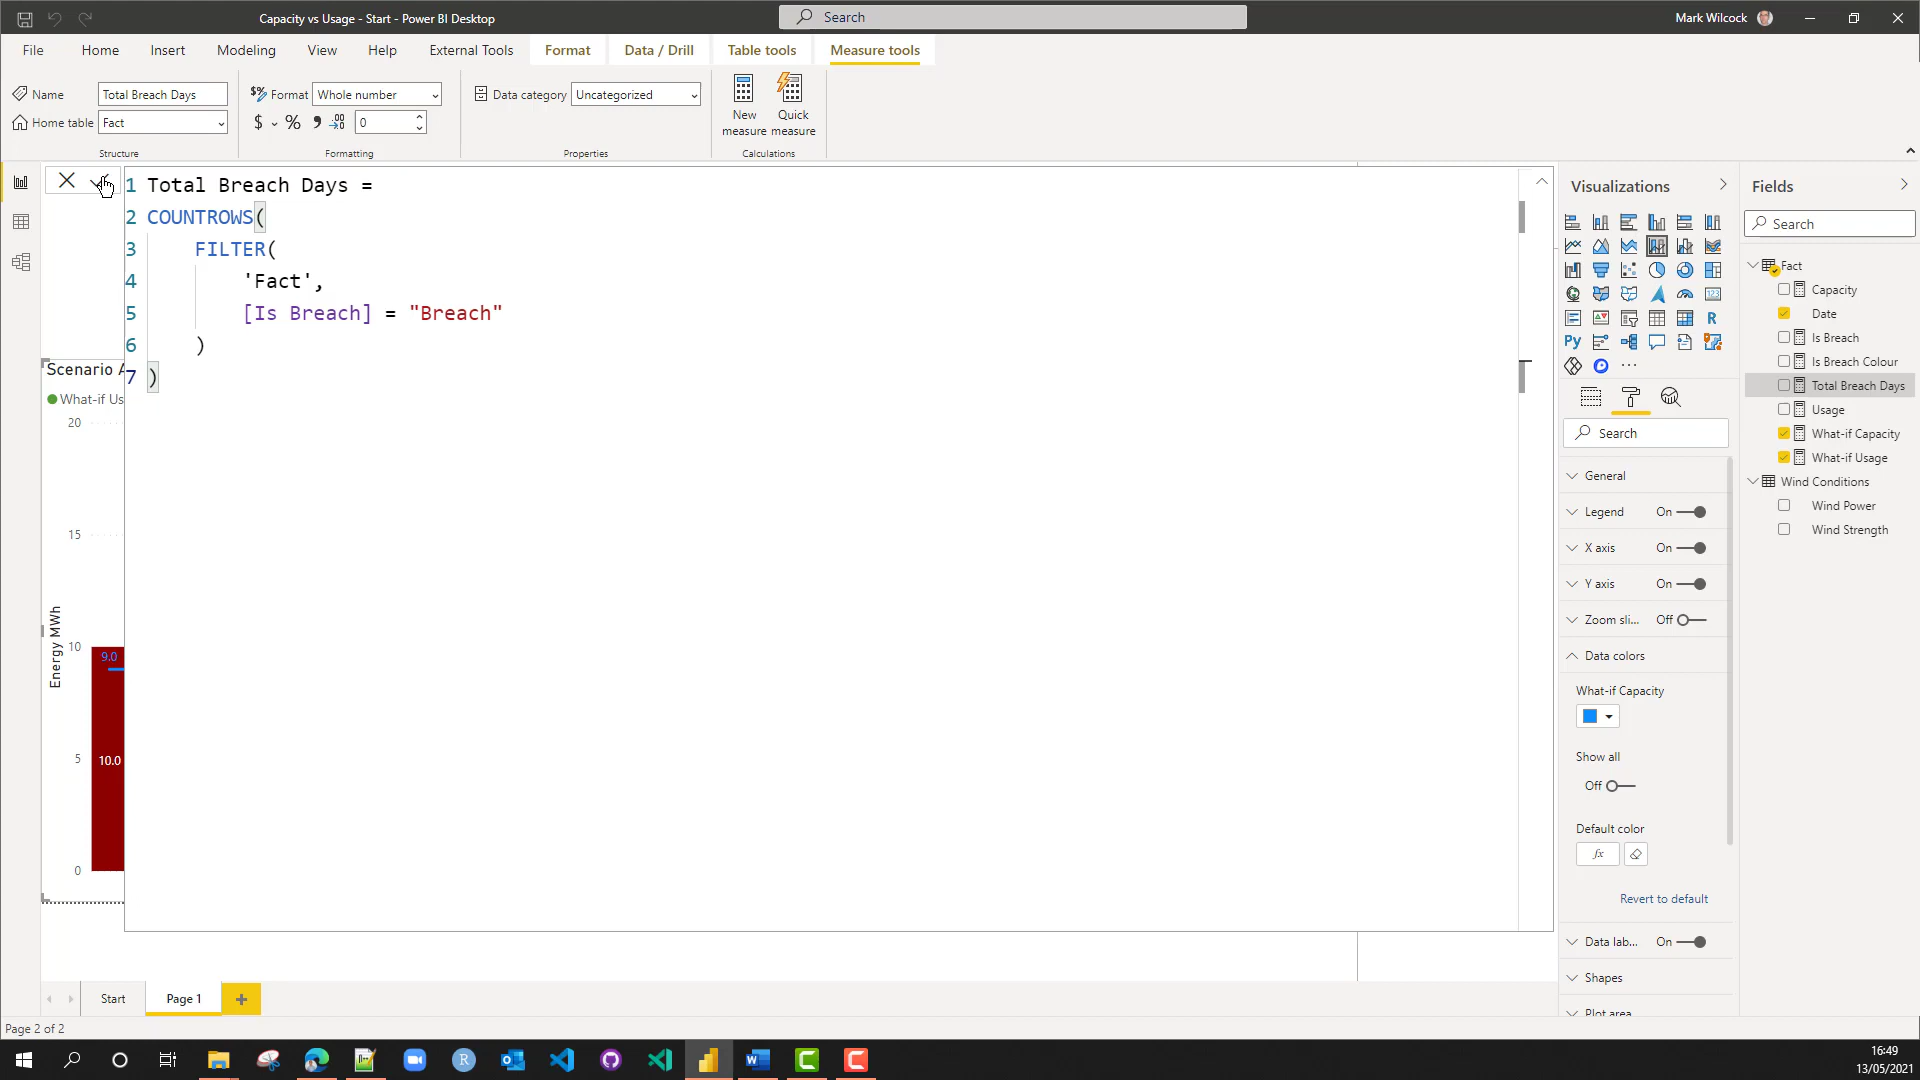 Capacity vs Usage - Start - Power BI Desktop
Search
Mark Wilcock
File Home Insert Modeling View Help External Tools Format Data / Drill Table tools Measure tools
Name Total Breach Days
Home table Fact
Structure
Format Whole number
$ % 0
Formatting
Data category Uncategorized
Properties
New measure
Quick measure
Calculations
1 Total Breach Days =
2 COUNTROWS(
3 FILTER(
4 'Fact',
5 [Is Breach] = "Breach"
6 )
7 )
Scenario A
What-if Us
20
15
10
5
0
Energy MWh
9.0
10.0
Visualizations
R
Py
Search
General
Legend On
X axis On
Y axis On
Zoom sli... Off
Data colors
What-if Capacity
Show all
Off
Default color
fx
Revert to default
Data lab... On
Shapes
Plot area
Fields
Search
Fact
Capacity
Date
Is Breach
Is Breach Colour
Total Breach Days
Usage
What-if Capacity
What-if Usage
Wind Conditions
Wind Power
Wind Strength
Start Page 1
Page 2 of 2
16:49
13/05/2021